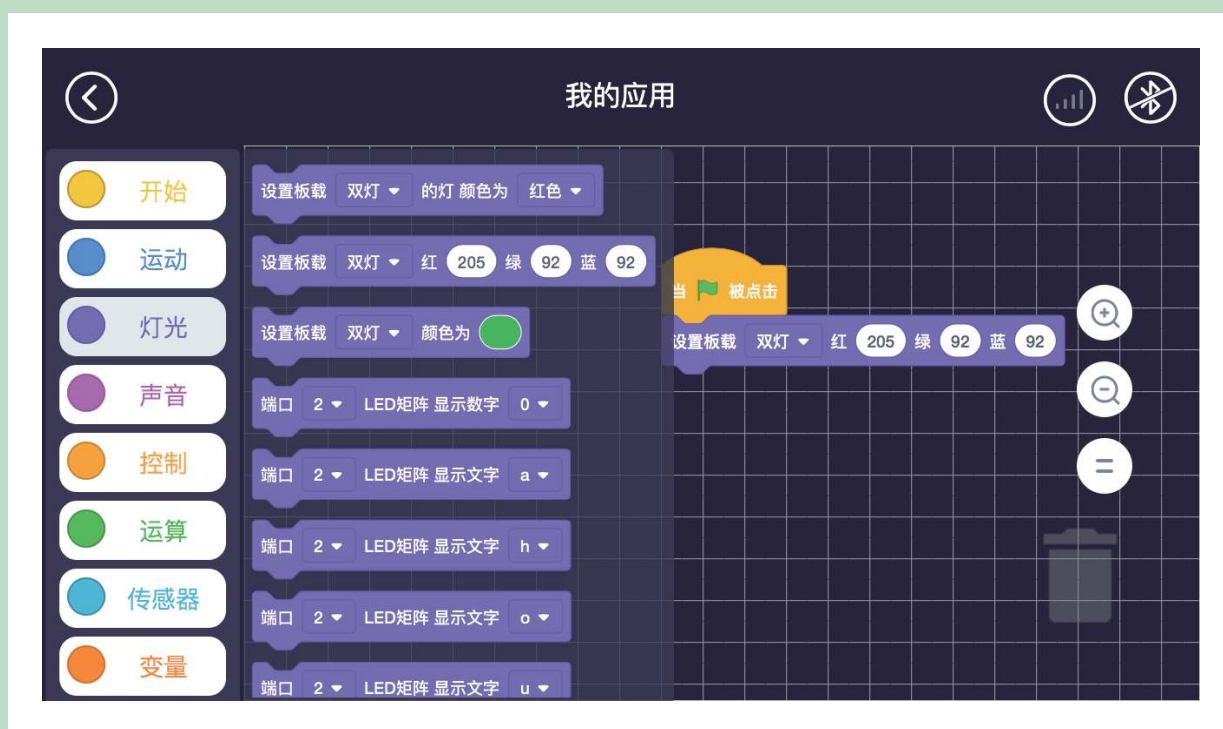 我的应用
开始
运动
灯光
声音
控制
运算
传感器
变量
设置板载 双灯 的灯 颜色为 红色
设置板载 双灯 红 205 绿 92 蓝 92
设置板载 双灯 颜色为
端口 2 LED矩阵 显示数字 0
端口 2 LED矩阵 显示文字 a
端口 2 LED矩阵 显示文字 h
端口 2 LED矩阵 显示文字 o
端口 2 LED矩阵 显示文字 u
当 被点击
设置板载 双灯 红 205 绿 92 蓝 92